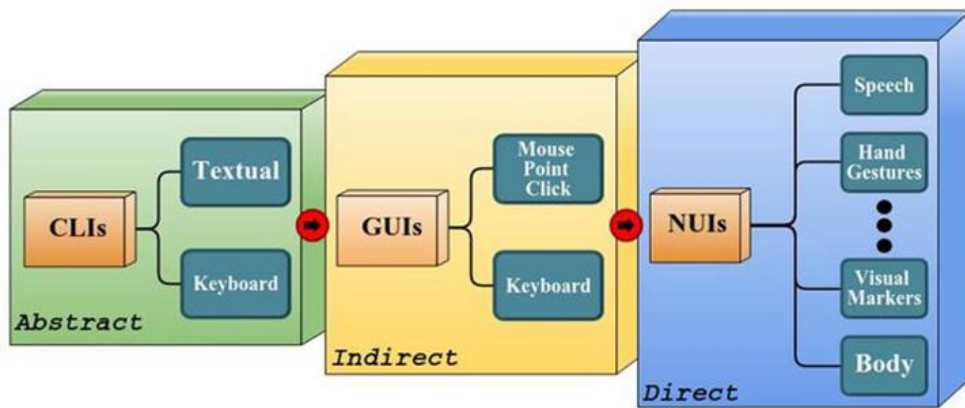 CLIs
Textual
Keyboard
Abstract
GUIs
Mouse
Point
Click
Keyboard
Indirect
NUIs
Speech
Hand
Gestures
Visual
Markers
Body
Direct